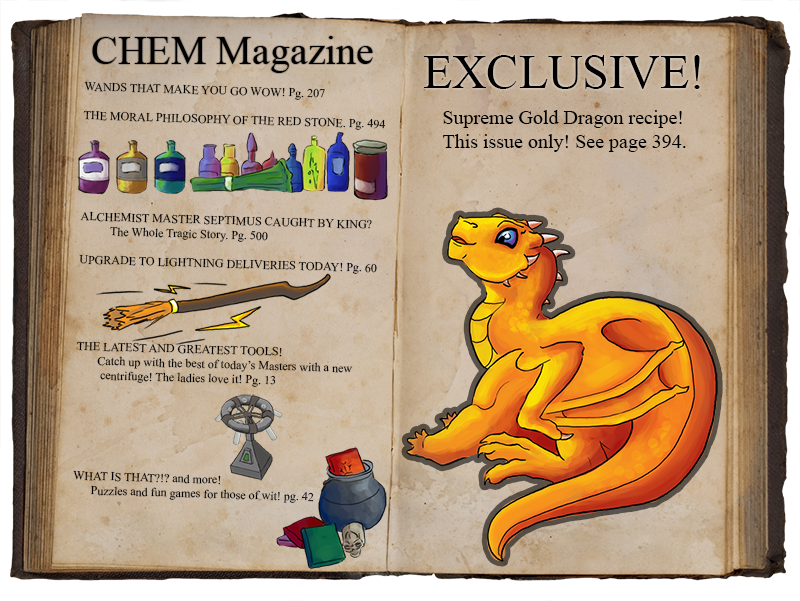 CHEM Magazine
WANDS THAT MAKE YOU GO WOW! Pg. 207
THE MORAL PHILOSOPHY OF THE RED STONE. Pg. 494
ALCHEMIST MASTER SEPTIMUS CAUGHT BY KING?
The Whole Tragic Story. Pg. 500
UPGRADE TO LIGHTNING DELIVERIES TODAY! Pg. 60
THE LATEST AND GREATEST TOOLS!
Catch up with the best of today's Masters with a new
centrifuge! The ladies love it! Pg. 13
WHAT IS THAT?!? and more!
Puzzles and fun games for those of wit! pg. 42
EXCLUSIVE!
Supreme Gold Dragon recipe!
This issue only! See page 394.